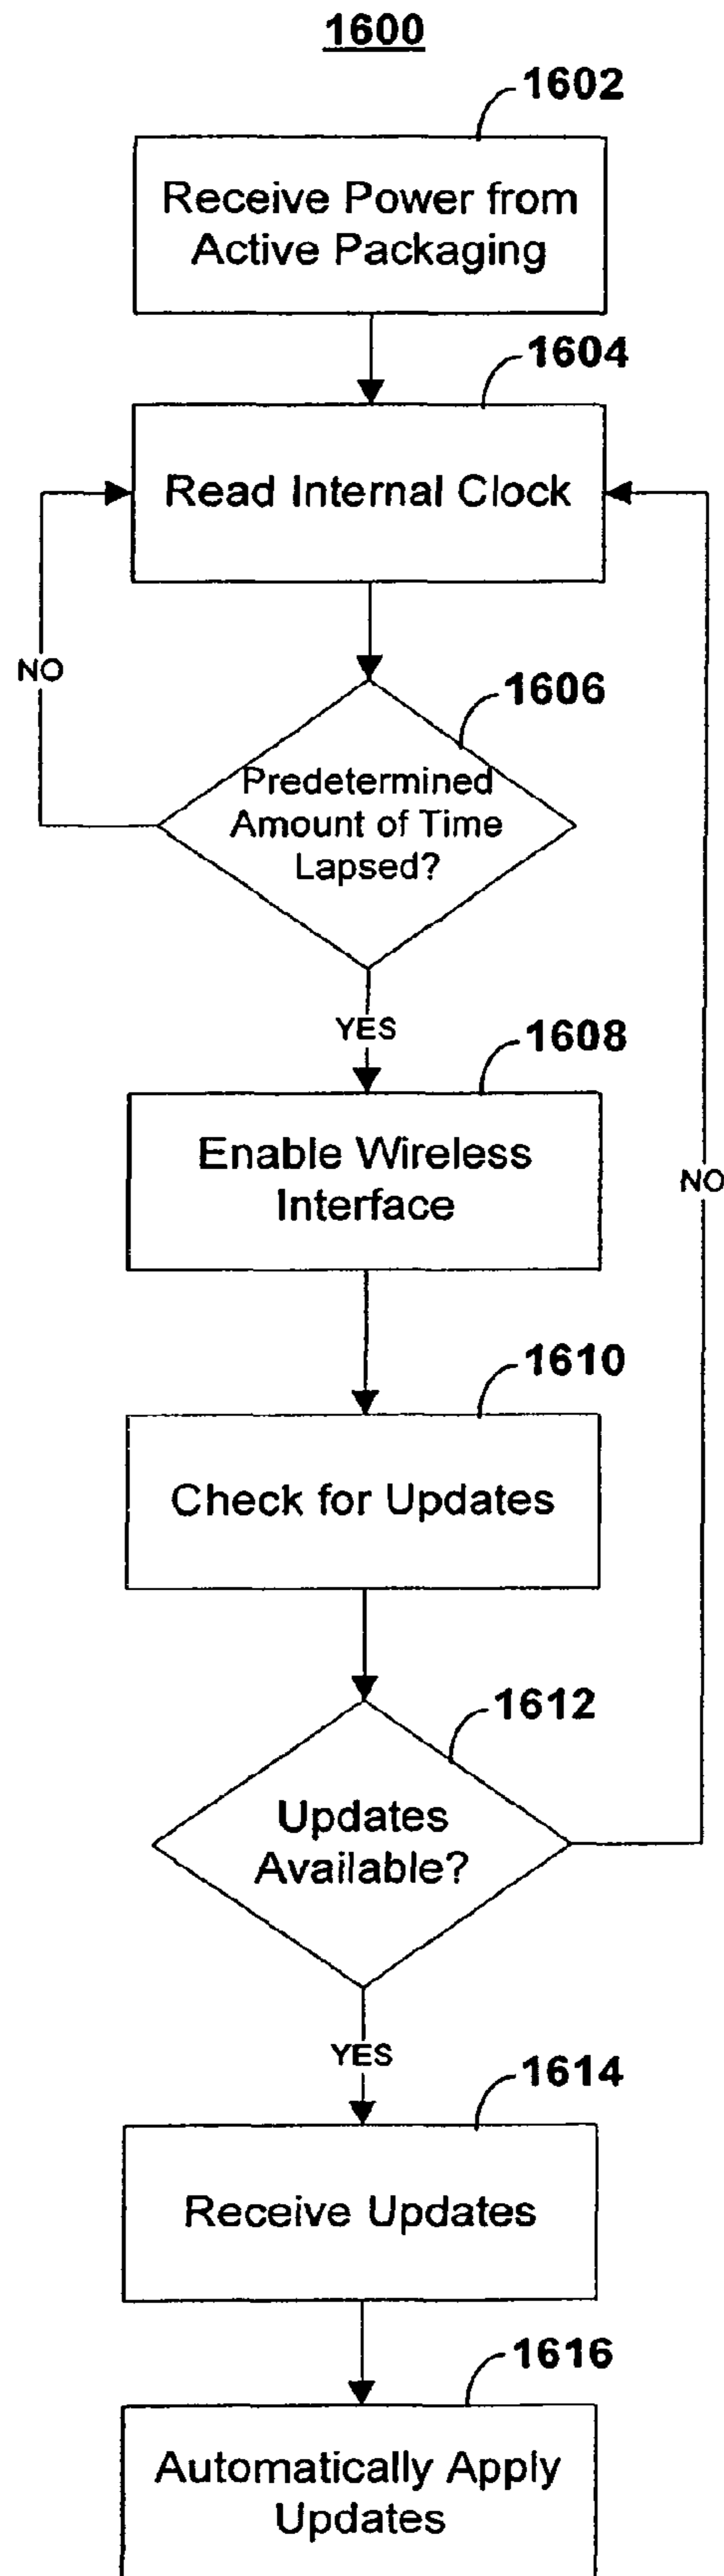 1600
1602
Receive Power from
Active Packaging
1604
Read Internal Clock
NO
1606
Predetermined
Amount of Time
Lapsed?
YES
1608
Enable Wireless
Interface
NO
1610
Check for Updates
1612
Updates
Available?
YES
1614
Receive Updates
1616
Automatically Apply
Updates